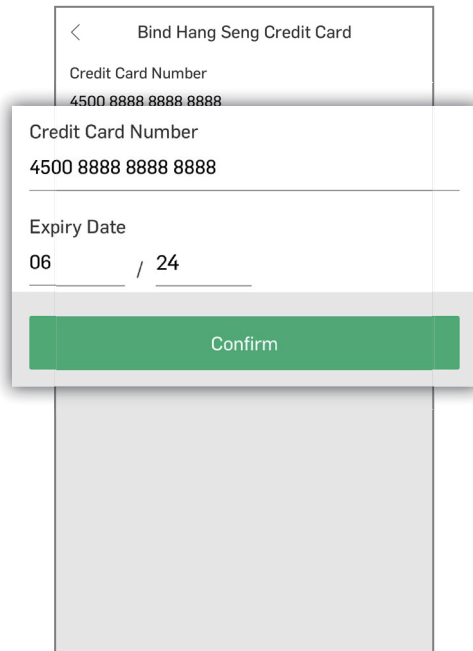 Bind Hang Seng Credit Card
Credit Card Number
4500 8888 8888 8888
Credit Card Number
4500 8888 8888 8888
Expiry Date
06 / 24
Confirm